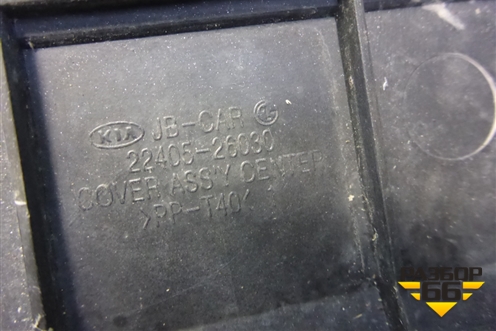 KIA JB-CAR
22405-26030
COVER ASS'Y CENTER
>PP-T40<
РАЗБОР
66